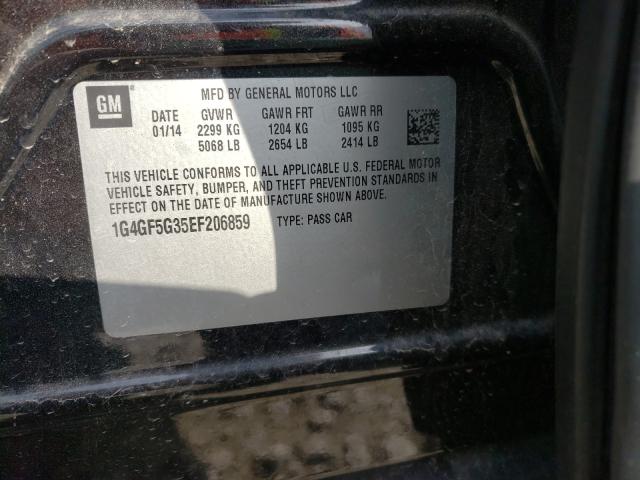 GM
MFD BY GENERAL MOTORS LLC
DATE GVWR GAWR FRT GAWR RR
01/14 2299 KG 1204 KG 1095 KG
5068 LB 2654 LB 2414 LB
THIS VEHICLE CONFORMS TO ALL APPLICABLE U.S. FEDERAL MOTOR
VEHICLE SAFETY, BUMPER, AND THEFT PREVENTION STANDARDS IN
EFFECT ON THE DATE OF MANUFACTURE SHOWN ABOVE.
1G4GF5G35EF206859 TYPE: PASS CAR